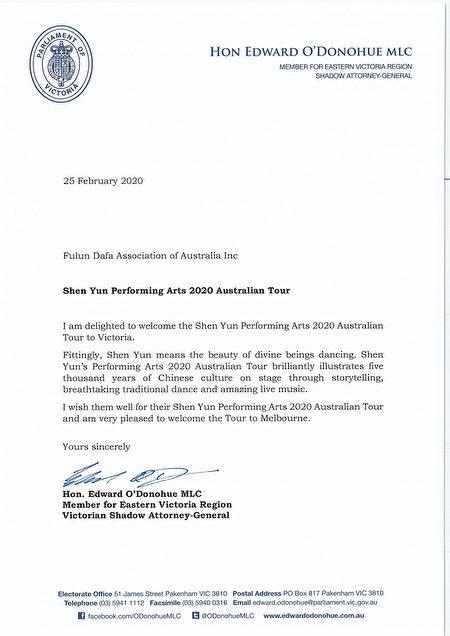 PARLIAMENT OF
VICTORIA
HON EDWARD O'DONOHUE MLC
MEMBER FOR EASTERN VICTORIA REGION
SHADOW ATTORNEY-GENERAL
25 February 2020
Fulun Dafa Association of Australia Inc
Shen Yun Performing Arts 2020 Australian Tour
I am delighted to welcome the Shen Yun Performing Arts 2020 Australian
Tour to Victoria.
Fittingly, Shen Yun means the beauty of divine beings dancing. Shen
Yun's Performing Arts 2020 Australian Tour brilliantly illustrates five
thousand years of Chinese culture on stage through storytelling,
breathtaking traditional dance and amazing live music.
I wish them well for their Shen Yun Performing Arts 2020 Australian Tour
and am very pleased to welcome the Tour to Melbourne.
Yours sincerely
Hon. Edward O'Donohue MLC
Member for Eastern Victoria Region
Victorian Shadow Attorney-General
Electorate Office 51 James Street Pakenham VIC 3810 Postal Address PO Box 817 Pakenham VIC 3810
Telephone (03) 5941 1112 Facsimile (03) 5940 0316 Email edward.odonohue@parliament.vic.gov.au
facebook.com/ODonohueMLC @ODonohueMLC www.edwardodonohue.com.au